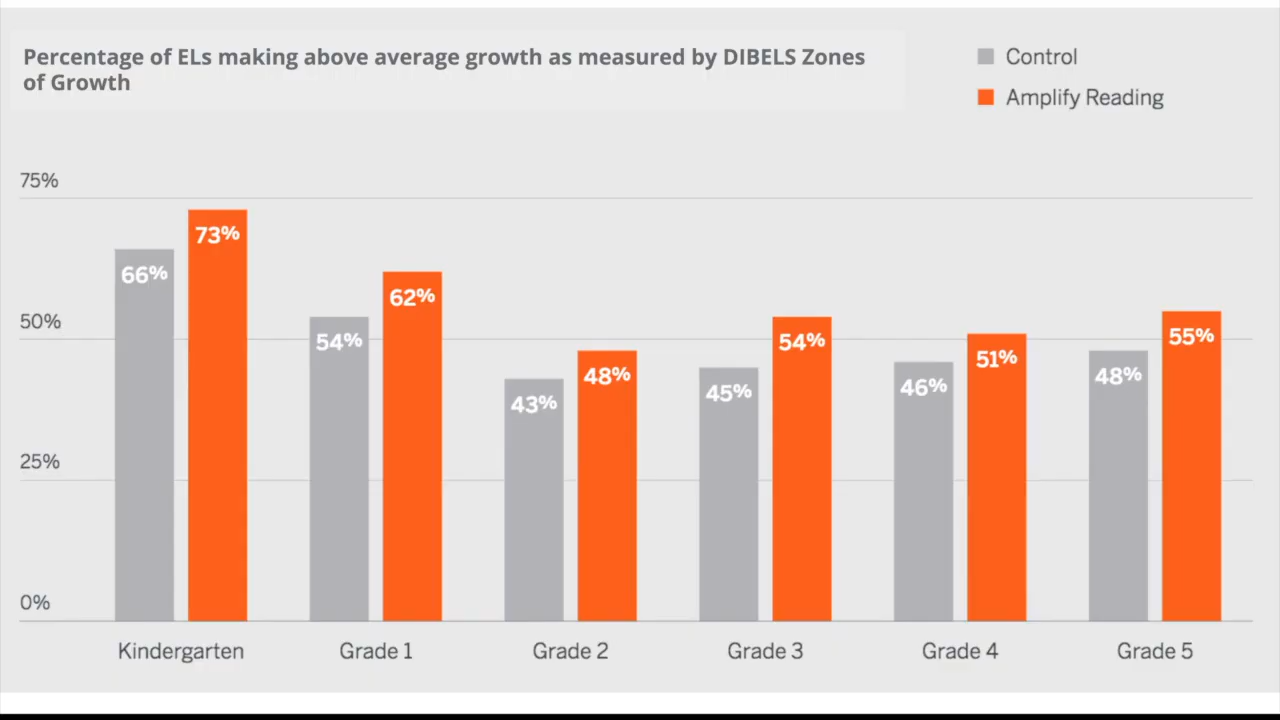 Percentage of ELs making above average growth as measured by DIBELS Zones
of Growth
Control
Amplify Reading
75%
50%
25%
0%
66%
73%
54%
62%
43%
48%
45%
54%
46%
51%
48%
55%
Kindergarten
Grade 1
Grade 2
Grade 3
Grade 4
Grade 5